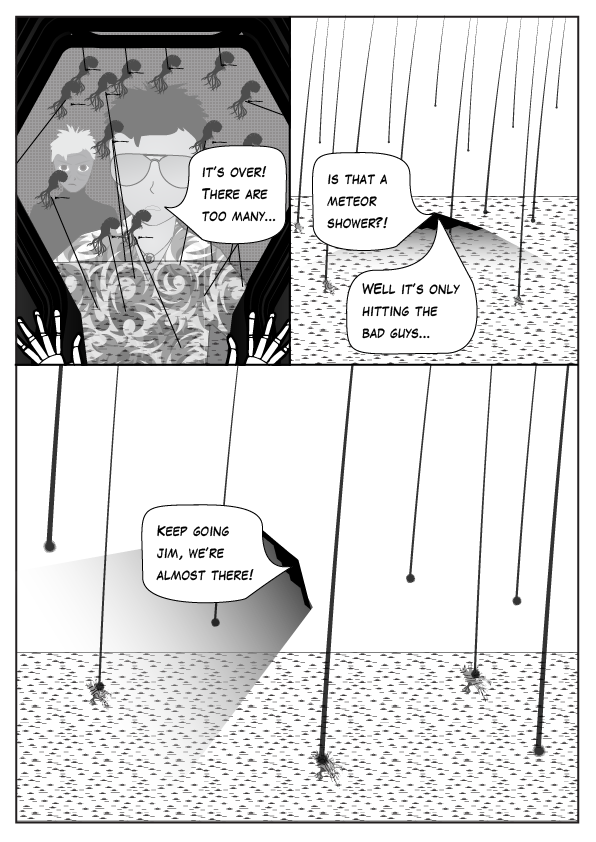 It's over!
There are
too many...
Is that a
meteor
shower?!
Well it's only
hitting the
bad guys...
Keep going
Jim, we're
almost there!